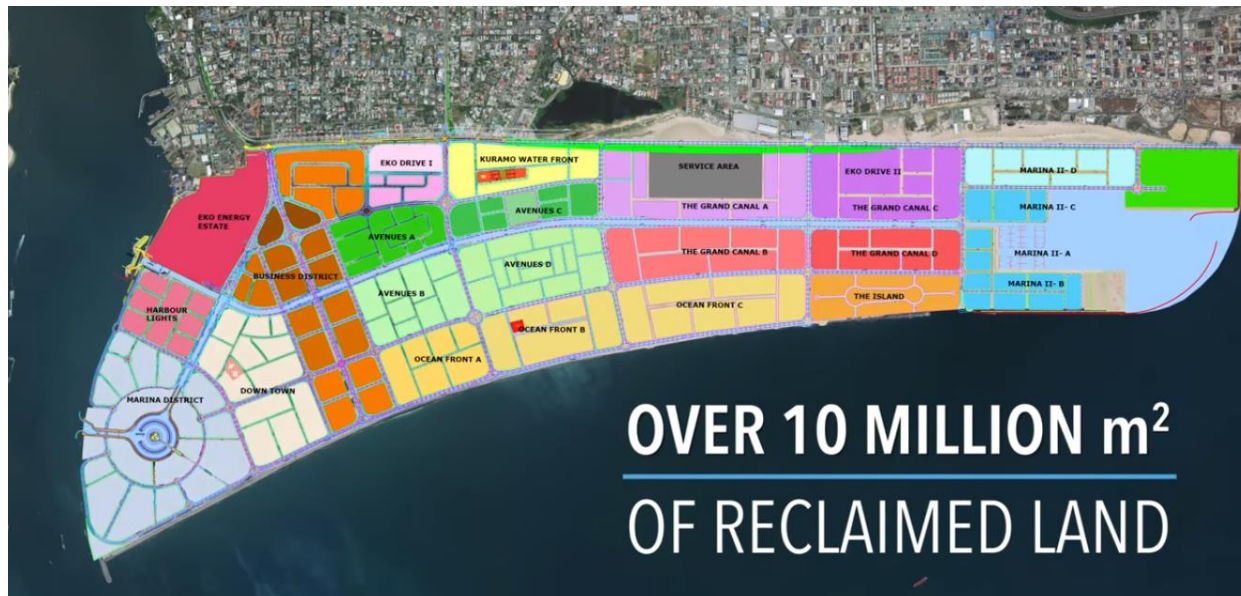 EKO DRIVE I
KURAMO WATER FRONT
SERVICE AREA
EKO DRIVE II
MARINA II- D
EKO ENERGY
ESTATE
AVENUES A
AVENUES C
THE GRAND CANAL A
THE GRAND CANAL C
MARINA II- C
BUSINESS DISTRICT
AVENUES D
THE GRAND CANAL B
THE GRAND CANAL D
MARINA II- A
HARBOUR
LIGHTS
AVENUES B
OCEAN FRONT C
THE ISLAND
MARINA II- B
OCEAN FRONT A
OCEAN FRONT B
DOWN TOWN
MARINA DISTRICT
OVER 10 MILLION m²
OF RECLAIMED LAND